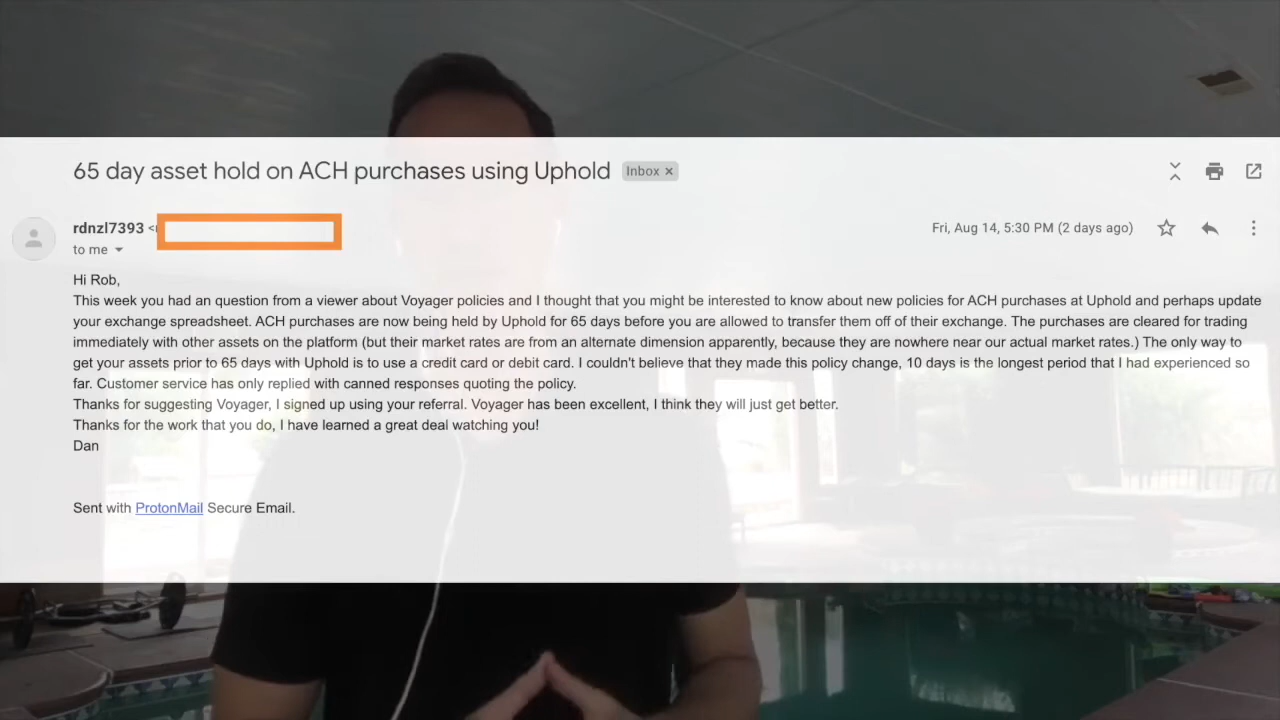 65 day asset hold on ACH purchases using Uphold Inbox ×
rdnzl7393 <
Fri, Aug 14, 5:30 PM (2 days ago)
to me
Hi Rob,
This week you had an question from a viewer about Voyager policies and I thought that you might be interested to know about new policies for ACH purchases at Uphold and perhaps update
your exchange spreadsheet. ACH purchases are now being held by Uphold for 65 days before you are allowed to transfer them off of their exchange. The purchases are cleared for trading
immediately with other assets on the platform (but their market rates are from an alternate dimension apparently, because they are nowhere near our actual market rates.) The only way to
get your assets prior to 65 days with Uphold is to use a credit card or debit card. I couldn't believe that they made this policy change, 10 days is the longest period that I had experienced so
far. Customer service has only replied with canned responses quoting the policy.
Thanks for suggesting Voyager, I signed up using your referral. Voyager has been excellent, I think they will just get better.
Thanks for the work that you do, I have learned a great deal watching you!
Dan
Sent with ProtonMail Secure Email.